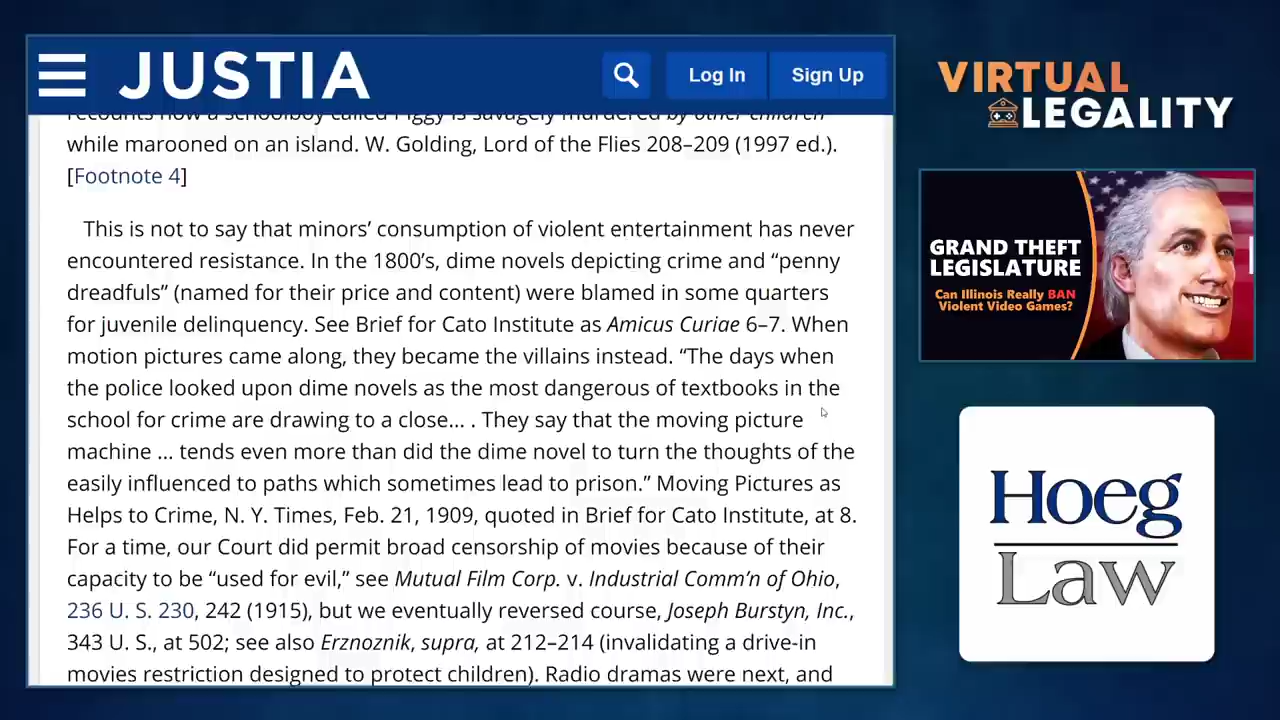 JUSTIA
Log In
Sign Up
recounts how a schoolboy called Piggy is savagely murdered by other children
while marooned on an island. W. Golding, Lord of the Flies 208–209 (1997 ed.).
[Footnote 4]
This is not to say that minors’ consumption of violent entertainment has never
encountered resistance. In the 1800’s, dime novels depicting crime and “penny
dreadfuls” (named for their price and content) were blamed in some quarters
for juvenile delinquency. See Brief for Cato Institute as Amicus Curiae 6–7. When
motion pictures came along, they became the villains instead. “The days when
the police looked upon dime novels as the most dangerous of textbooks in the
school for crime are drawing to a close... . They say that the moving picture
machine ... tends even more than did the dime novel to turn the thoughts of the
easily influenced to paths which sometimes lead to prison.” Moving Pictures as
Helps to Crime, N. Y. Times, Feb. 21, 1909, quoted in Brief for Cato Institute, at 8.
For a time, our Court did permit broad censorship of movies because of their
capacity to be “used for evil,” see Mutual Film Corp. v. Industrial Comm’n of Ohio,
236 U. S. 230, 242 (1915), but we eventually reversed course, Joseph Burstyn, Inc.,
343 U. S., at 502; see also Erznoznik, supra, at 212–214 (invalidating a drive-in
movies restriction designed to protect children). Radio dramas were next, and
VIRTUAL
LEGALITY
GRAND THEFT
LEGISLATURE
Can Illinois Really BAN
Violent Video Games?
Hoeg
Law